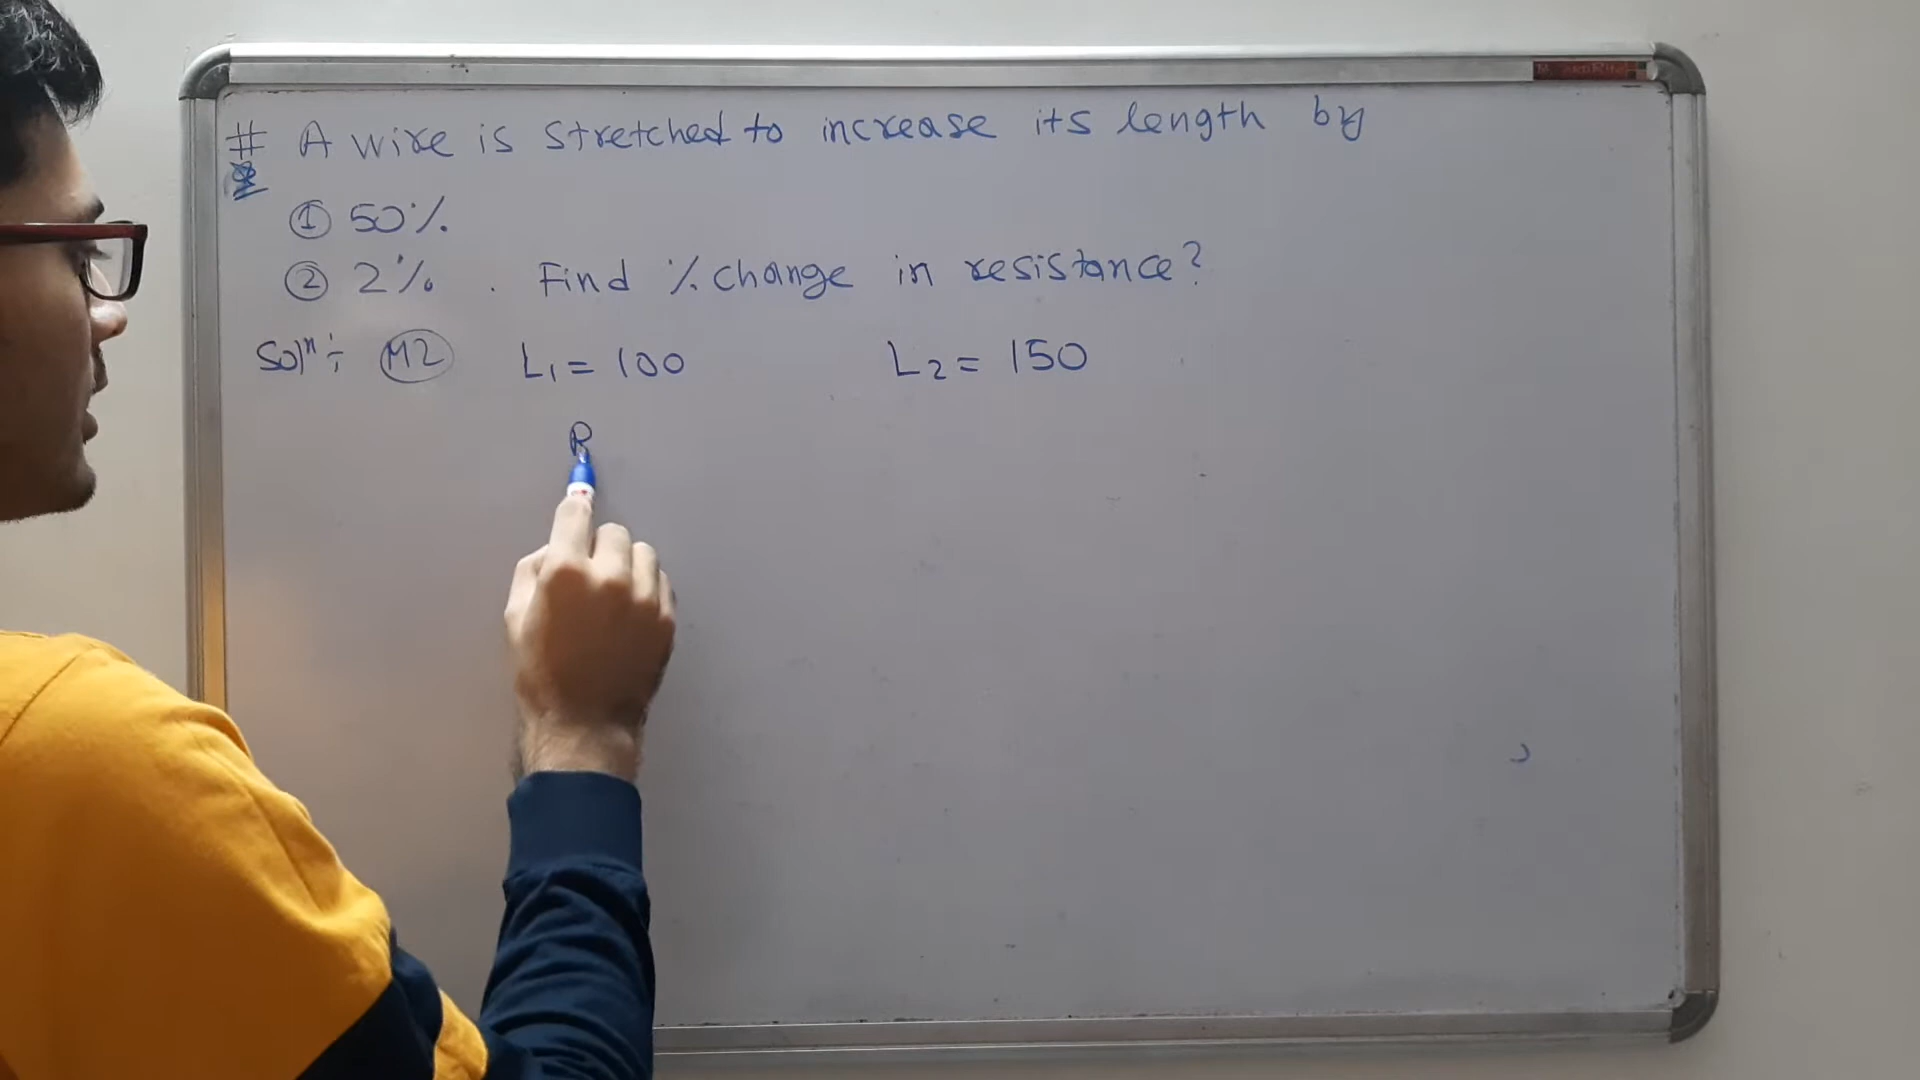 # A wire is stretched to increase its length by
① 50%
② 2% . Find % change in resistance?
Solⁿ ÷ M2 L₁ = 100 L₂ = 150
R